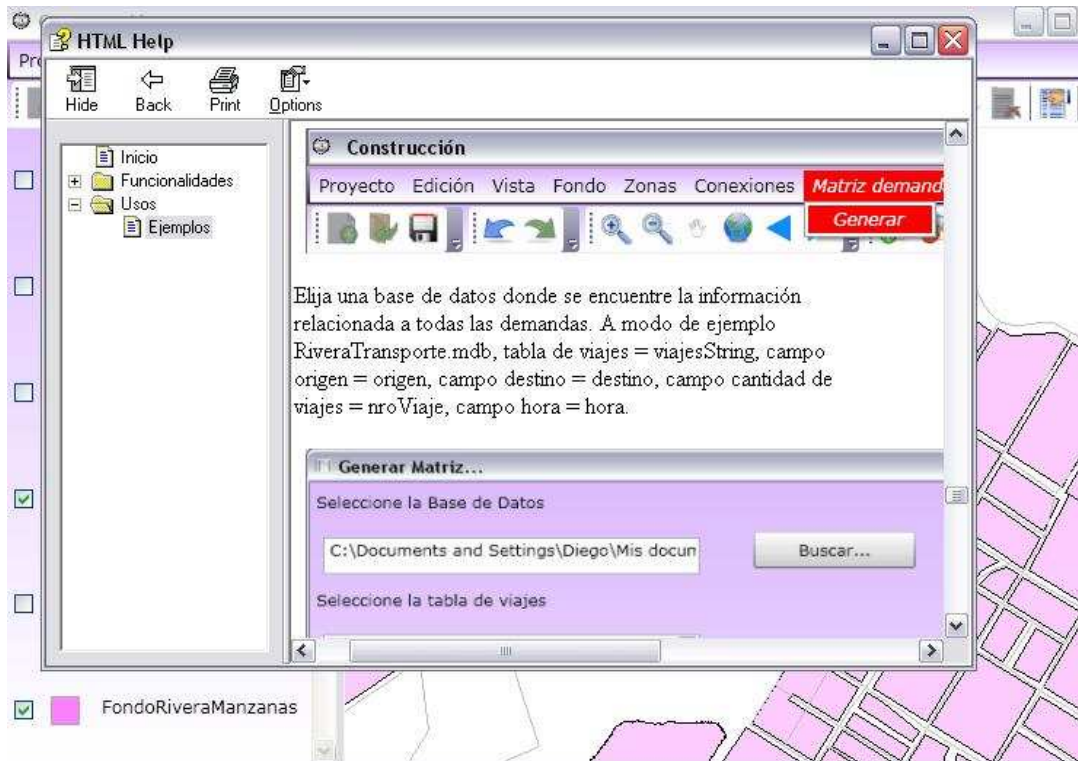 HTML Help
Hide Back Print Options
Inicio
Funcionalidades
Usos
Ejemplos
Construcción
Proyecto Edición Vista Fondo Zonas Conexiones Matriz demand
Generar
Elija una base de datos donde se encuentre la información
relacionada a todas las demandas. A modo de ejemplo
RiveraTransporte.mdb, tabla de viajes = viajesString, campo
origen = origen, campo destino = destino, campo cantidad de
viajes = nroViaje, campo hora = hora.
Generar Matriz...
Seleccione la Base de Datos
C:\Documents and Settings\Diego\Mis docum
Buscar...
Seleccione la tabla de viajes
FondoRiveraManzanas